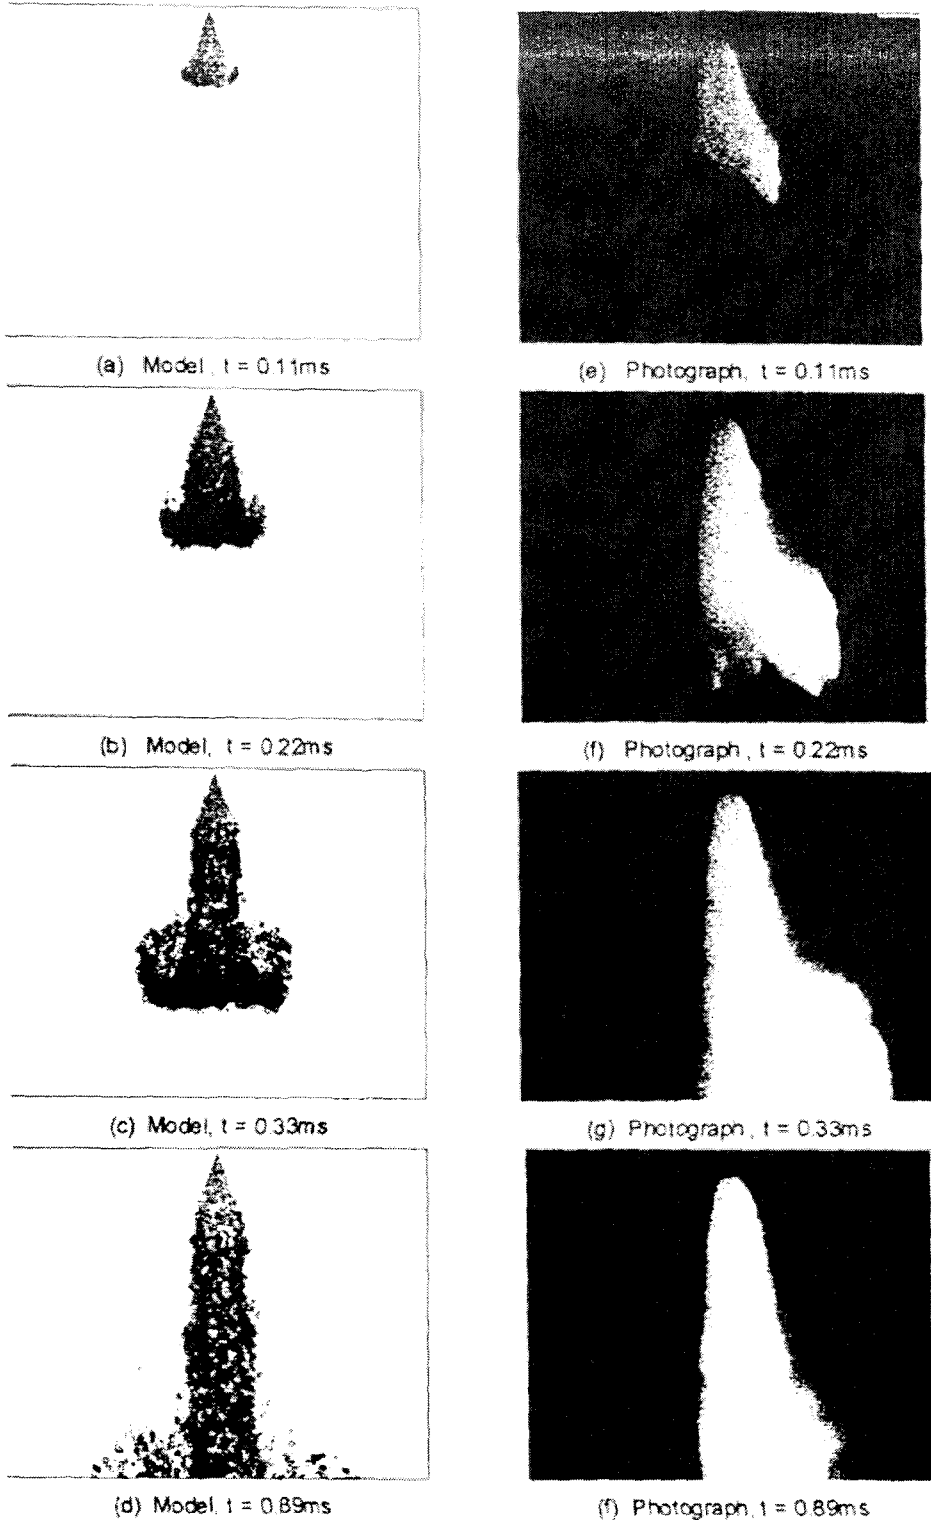 (a) Model, t = 0.11ms
(e) Photograph, t = 0.11ms
(b) Model, t = 0.22ms
(f) Photograph, t = 0.22ms
(c) Model, t = 0.33ms
(g) Photograph, t = 0.33ms
(d) Model, t = 0.89ms
(f) Photograph, t = 0.89ms